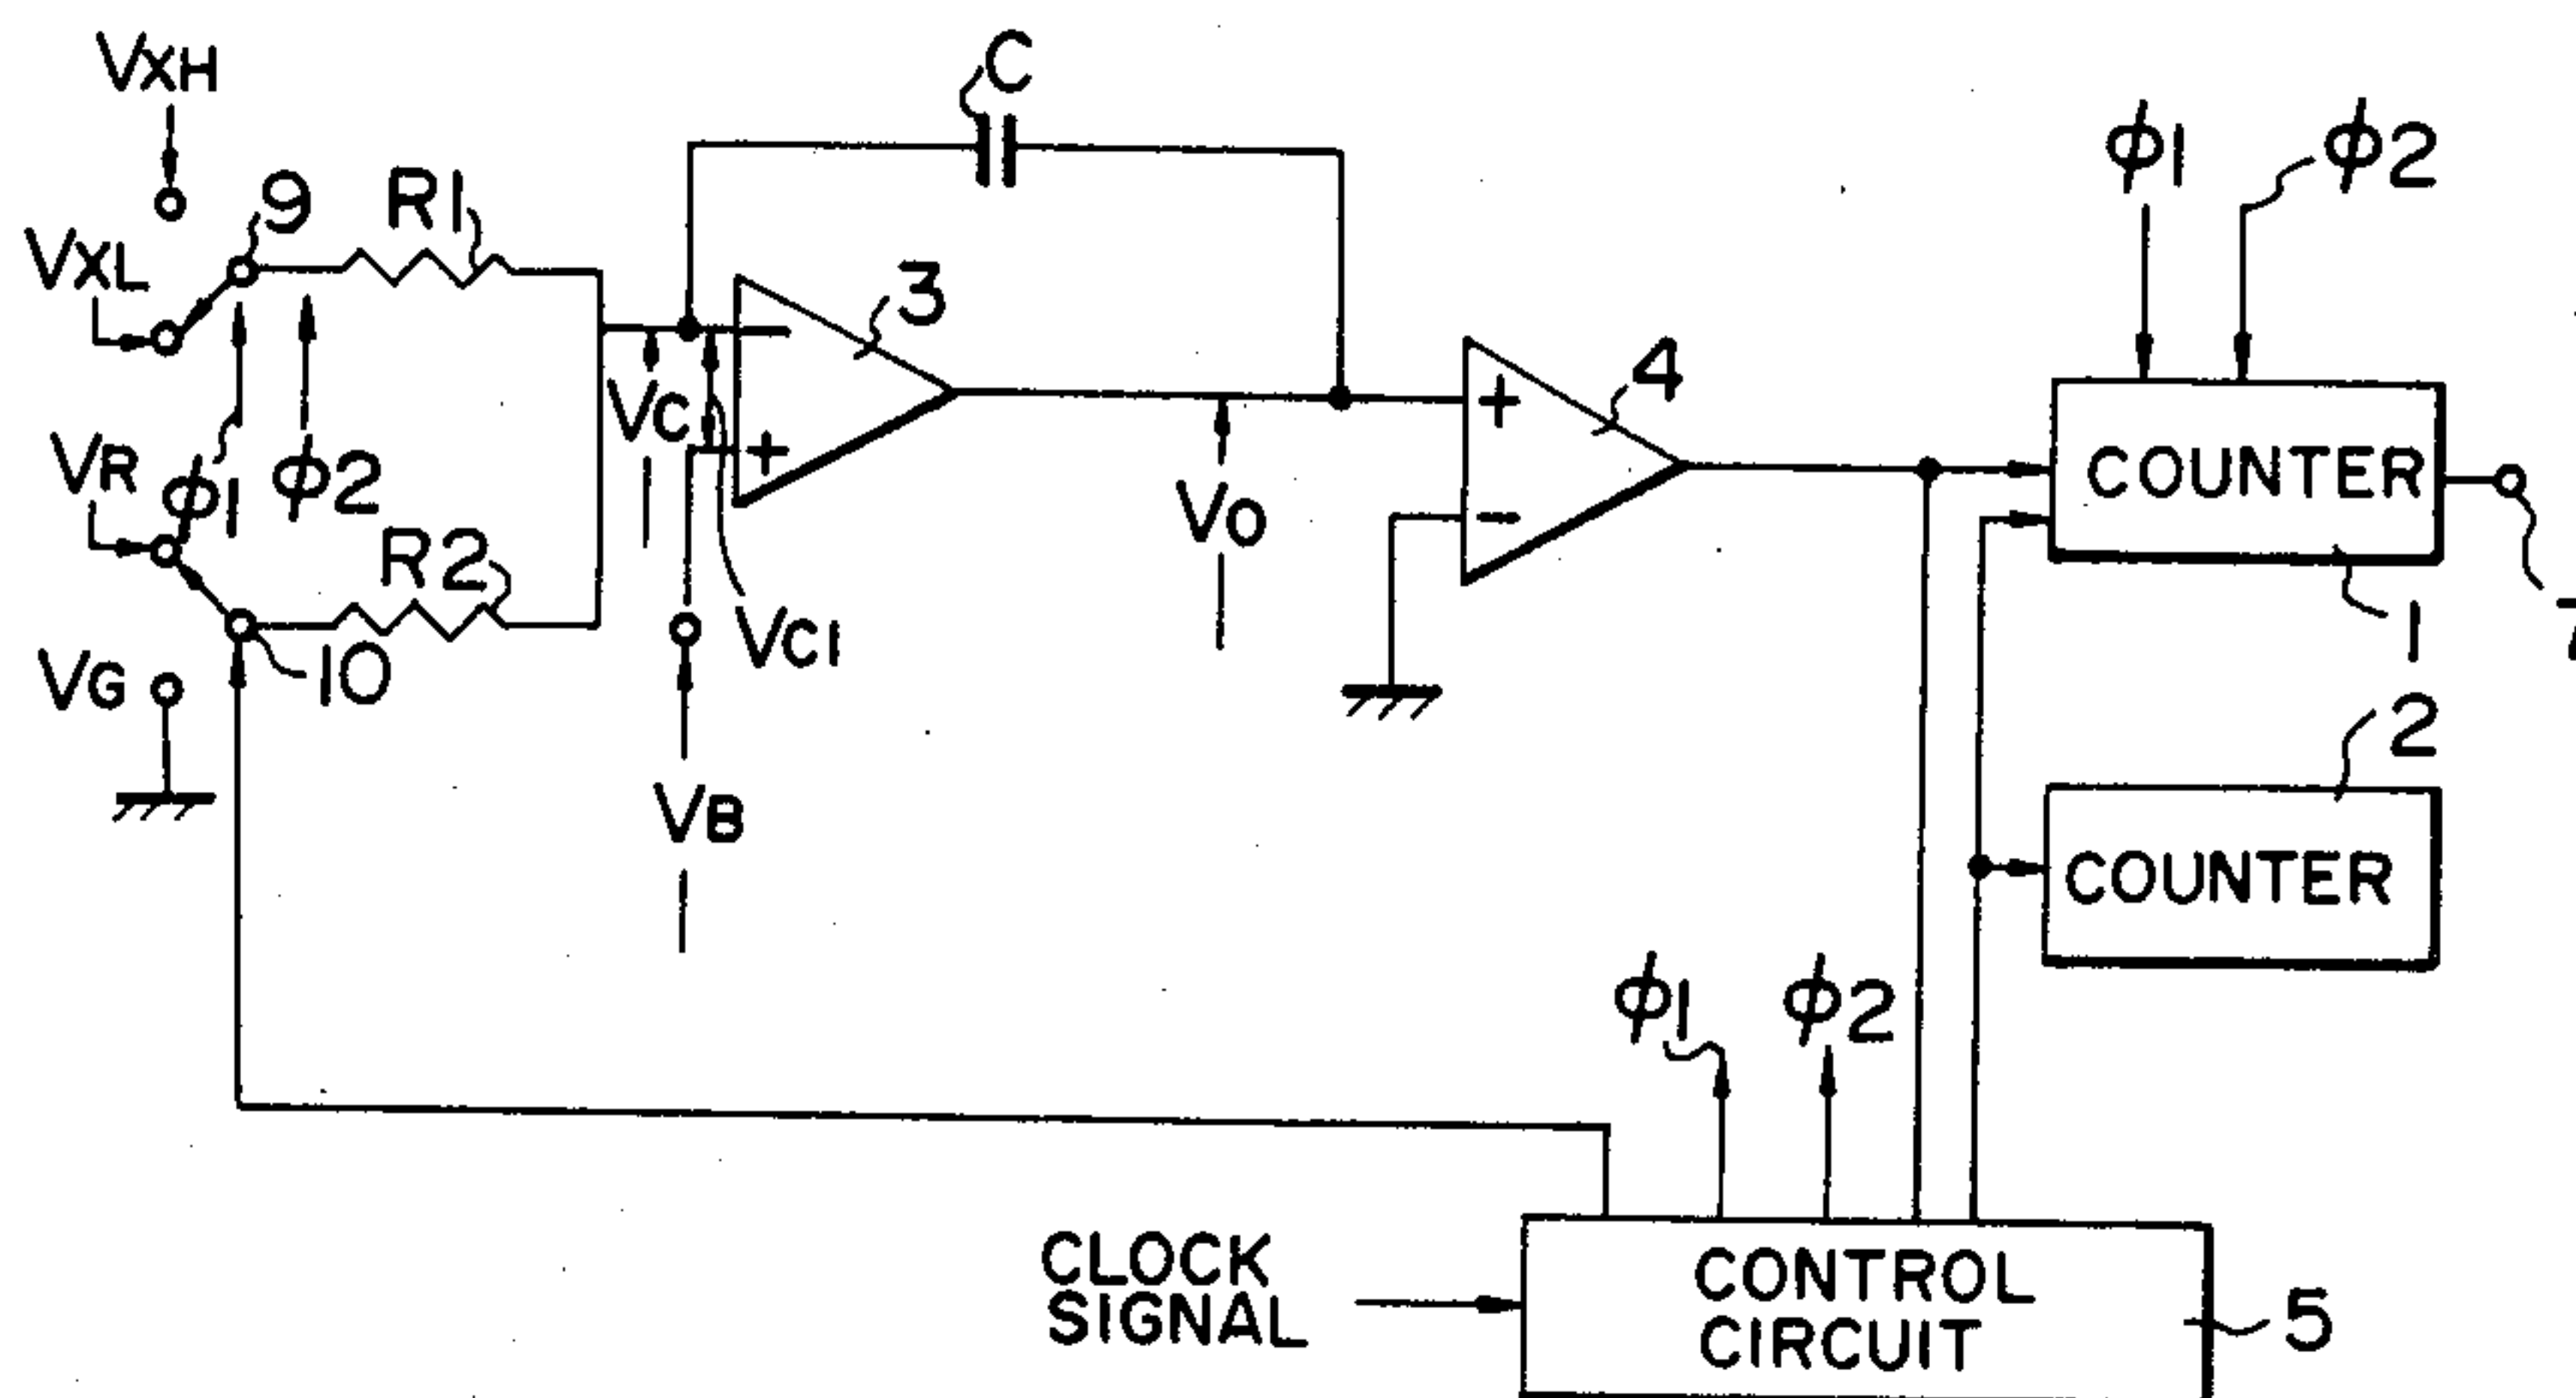 VXH
C
φ1
φ2
9
R1
VXL
3
4
VC
VR
φ1
φ2
R2
COUNTER
VO
VC1
10
VG
1
7
2
VB
COUNTER
φ1
φ2
CLOCK
SIGNAL
CONTROL
CIRCUIT
5